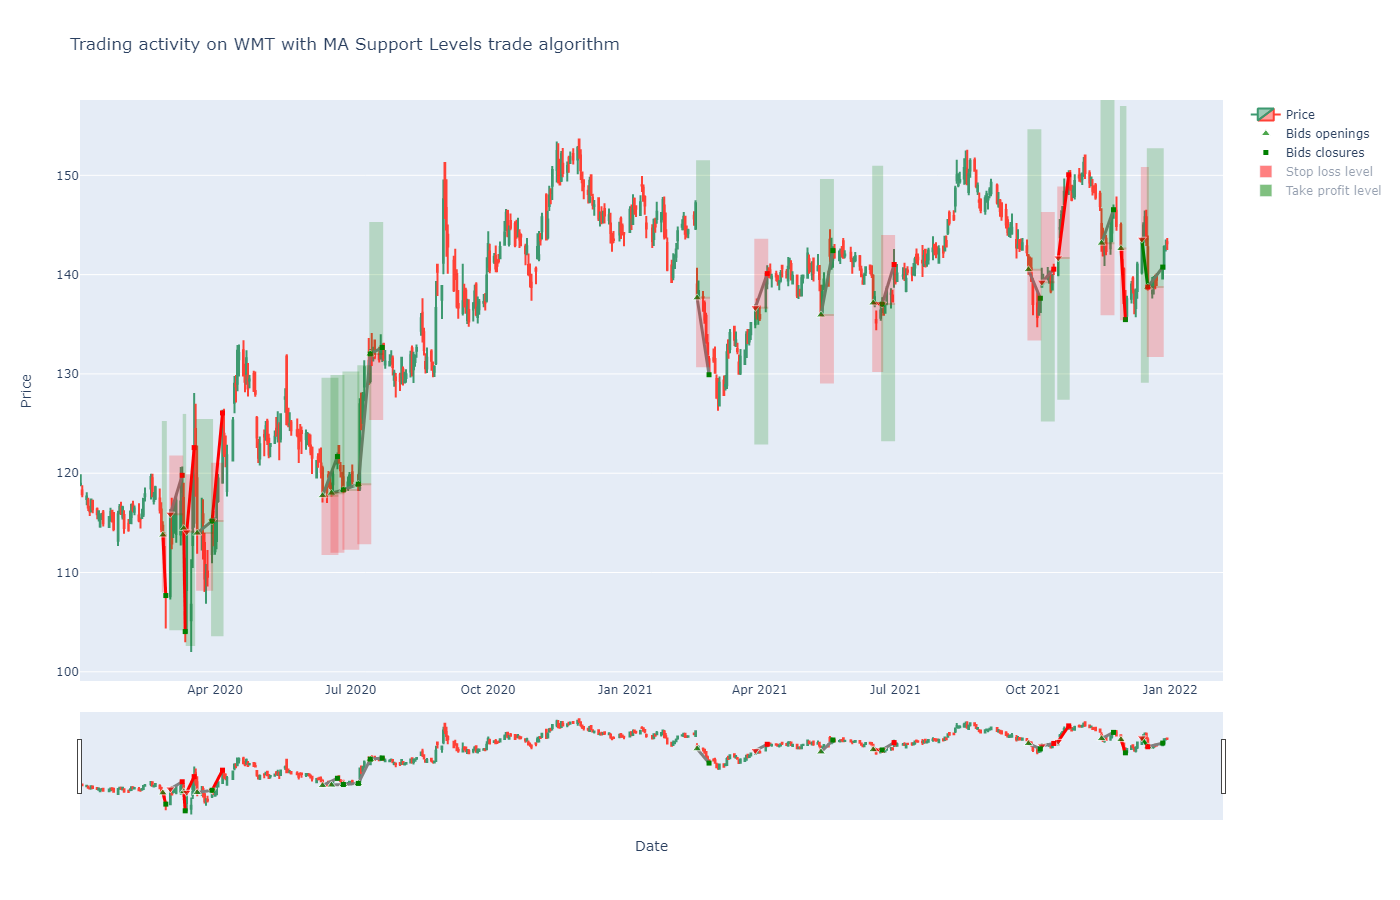 Trading activity on WMT with MA Support Levels trade algorithm
Price
Bids openings
Bids closures
Stop loss level
Take profit level
Price
150
140
130
120
110
100
Apr 2020
Jul 2020
Oct 2020
Jan 2021
Apr 2021
Jul 2021
Oct 2021
Jan 2022
Date